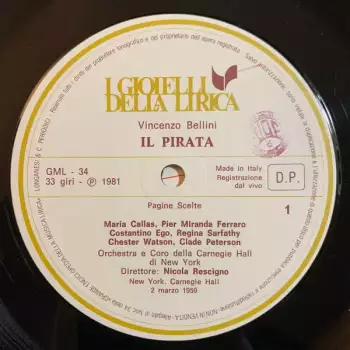 I GIOIELLI
DELLA LIRICA
Vincenzo Bellini
IL PIRATA
GML - 34
33 giri - Ⓟ 1981
Made in Italy
Registrazione
dal vivo
D.P.
Pagine Scelte
1
Maria Callas, Pier Miranda Ferraro
Costantino Ego, Regina Sarfathy
Chester Watson, Glade Peterson
Orchestra e Coro della Carnegie Hall
di New York
Direttore: Nicola Rescigno
New York, Carnegie Hall
2 marzo 1959